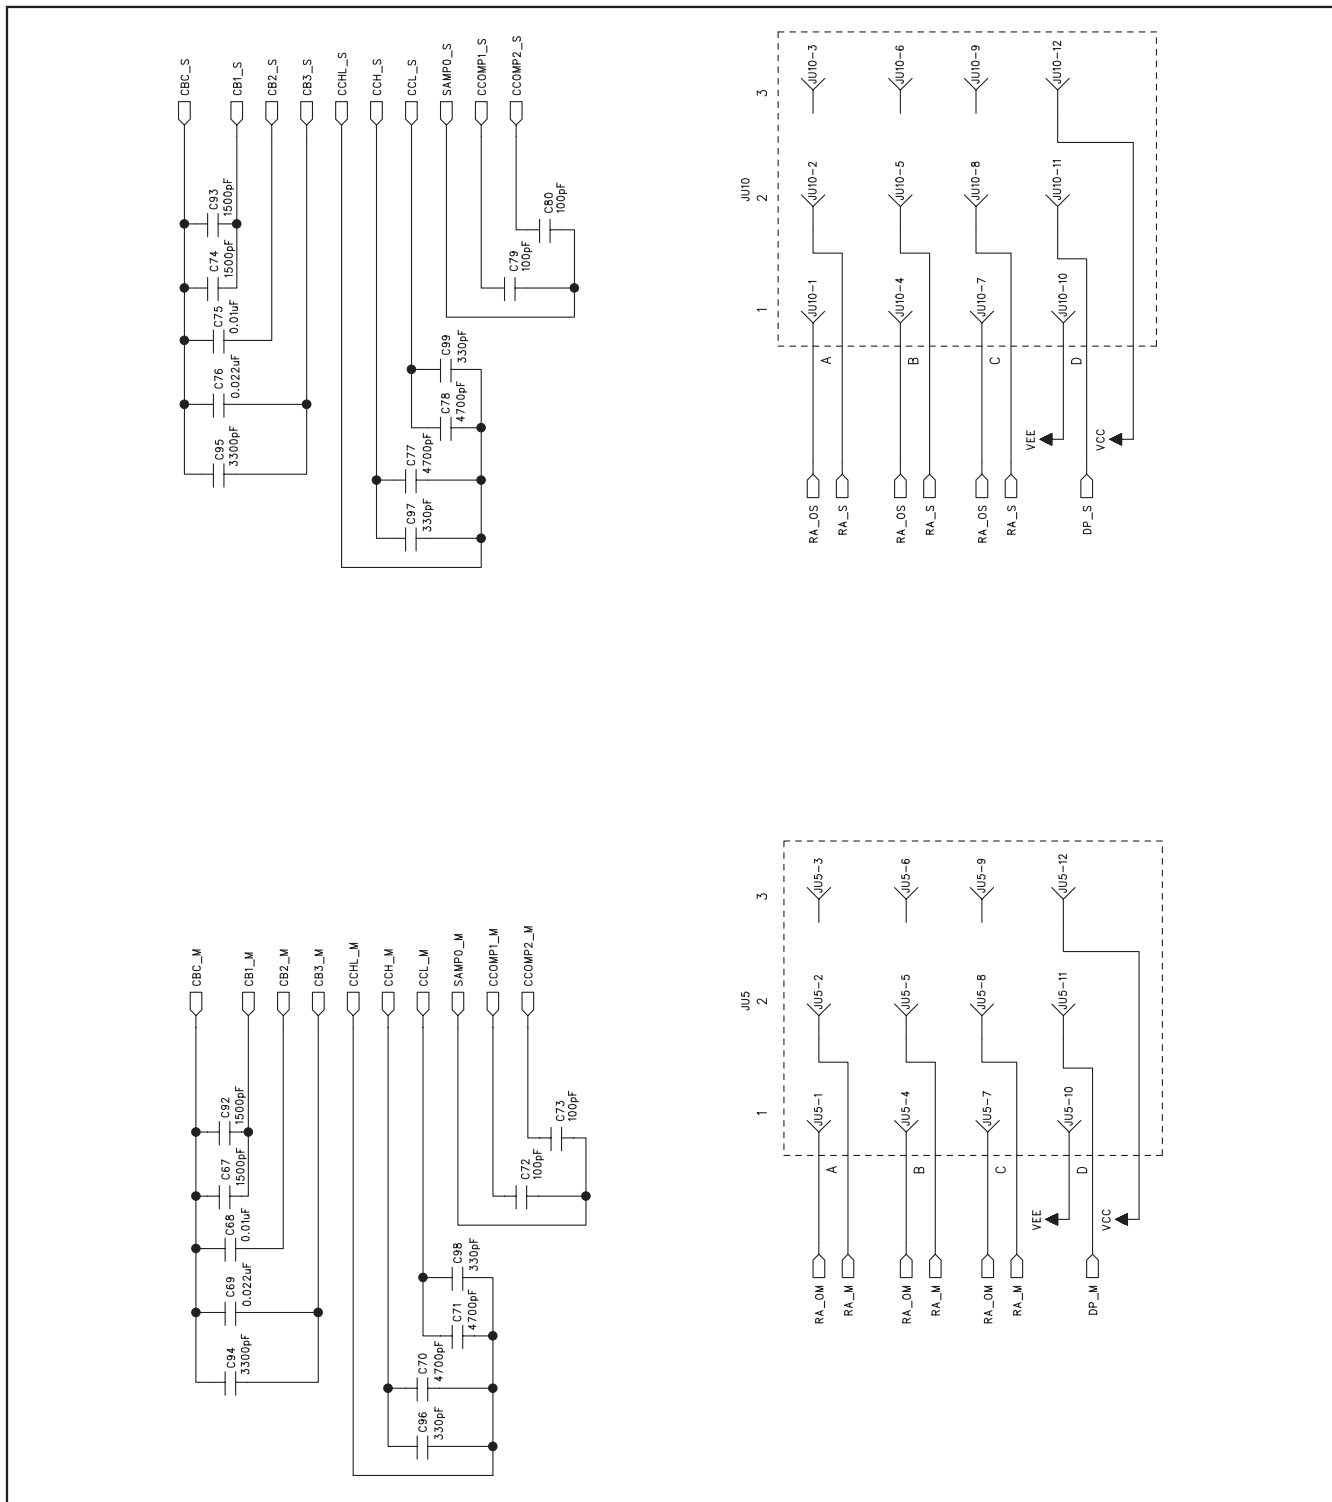 CBC_S
CB1_S
CB2_S
CB3_S
CCHL_S
CCH_S
CCL_S
SAMPO_S
CCOMP1_S
CCOMP2_S
C93
1500pF
C74
1500pF
C75
0.01uF
C76
0.022uF
C95
3300pF
C80
100pF
C79
100pF
C99
330pF
C78
4700pF
C77
4700pF
C97
330pF
JU10
1
2
3
JU10-3
JU10-6
JU10-9
JU10-12
JU10-2
JU10-5
JU10-8
JU10-11
JU10-1
JU10-4
JU10-7
JU10-10
A
B
C
D
VEE
VCC
RA_OS
RA_S
RA_OS
RA_S
RA_OS
RA_S
DP_S
CBC_M
CB1_M
CB2_M
CB3_M
CCHL_M
CCH_M
CCL_M
SAMPO_M
CCOMP1_M
CCOMP2_M
C92
1500pF
C67
1500pF
C68
0.01uF
C69
0.022uF
C94
3300pF
C73
100pF
C72
100pF
C98
330pF
C71
4700pF
C70
4700pF
C96
330pF
JU5
1
2
3
JU5-3
JU5-6
JU5-9
JU5-12
JU5-2
JU5-5
JU5-8
JU5-11
JU5-1
JU5-4
JU5-7
JU5-10
A
B
C
D
VEE
VCC
RA_OM
RA_M
RA_OM
RA_M
RA_OM
RA_M
DP_M